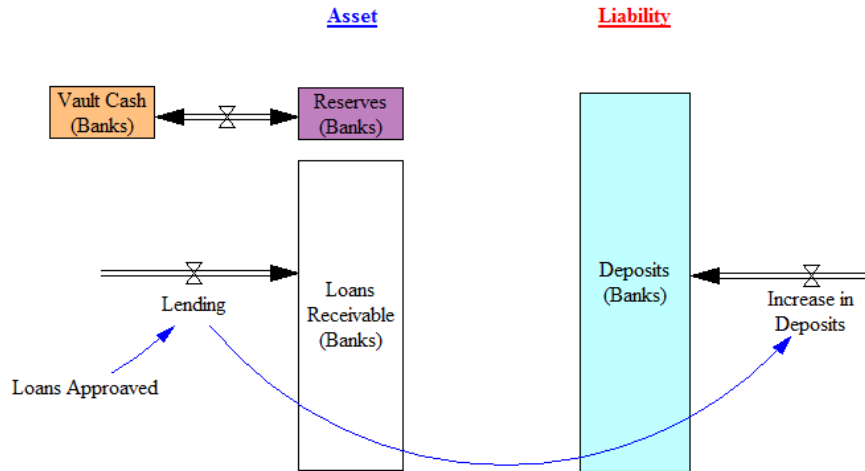 Asset
Liability
Vault Cash
(Banks)
Reserves
(Banks)
Loans
Receivable
(Banks)
Deposits
(Banks)
Lending
Increase in
Deposits
Loans Approaved